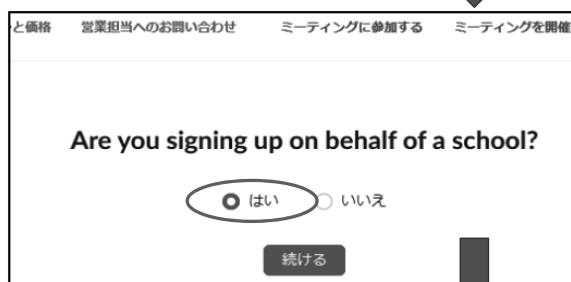 と価格 営業担当へのお問い合わせ ミーティングに参加する ミーティングを開催
Are you signing up on behalf of a school?
はい いいえ
続ける